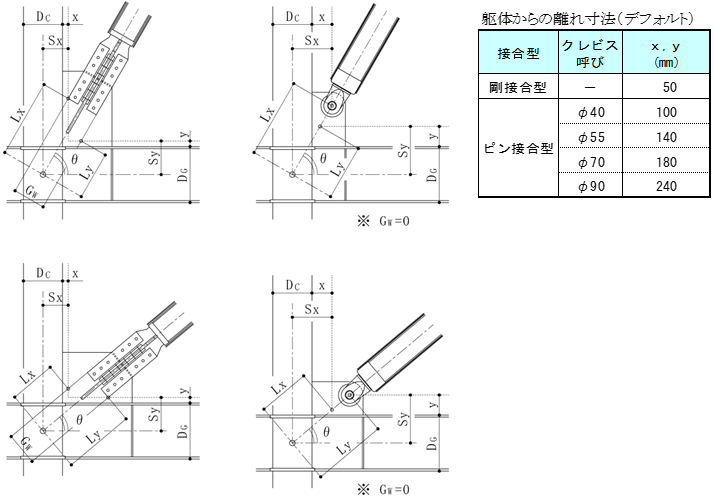 DC x
Sx
Lx
y
θ
Sy
Ly
GW
DG
DC x
Sx
Lx
y
θ
Sy
Ly
DG
※ GW=0
DC x
Sx
Lx
y
θ
Sy
Ly
GW
DG
DC x
Sx
Lx
y
θ
Sy
Ly
DG
※ GW=0
躯体からの離れ寸法（デフォルト）
接合型 クレビス呼び x, y (mm)
剛接合型 － 50
ピン接合型 φ40 100
φ55 140
φ70 180
φ90 240